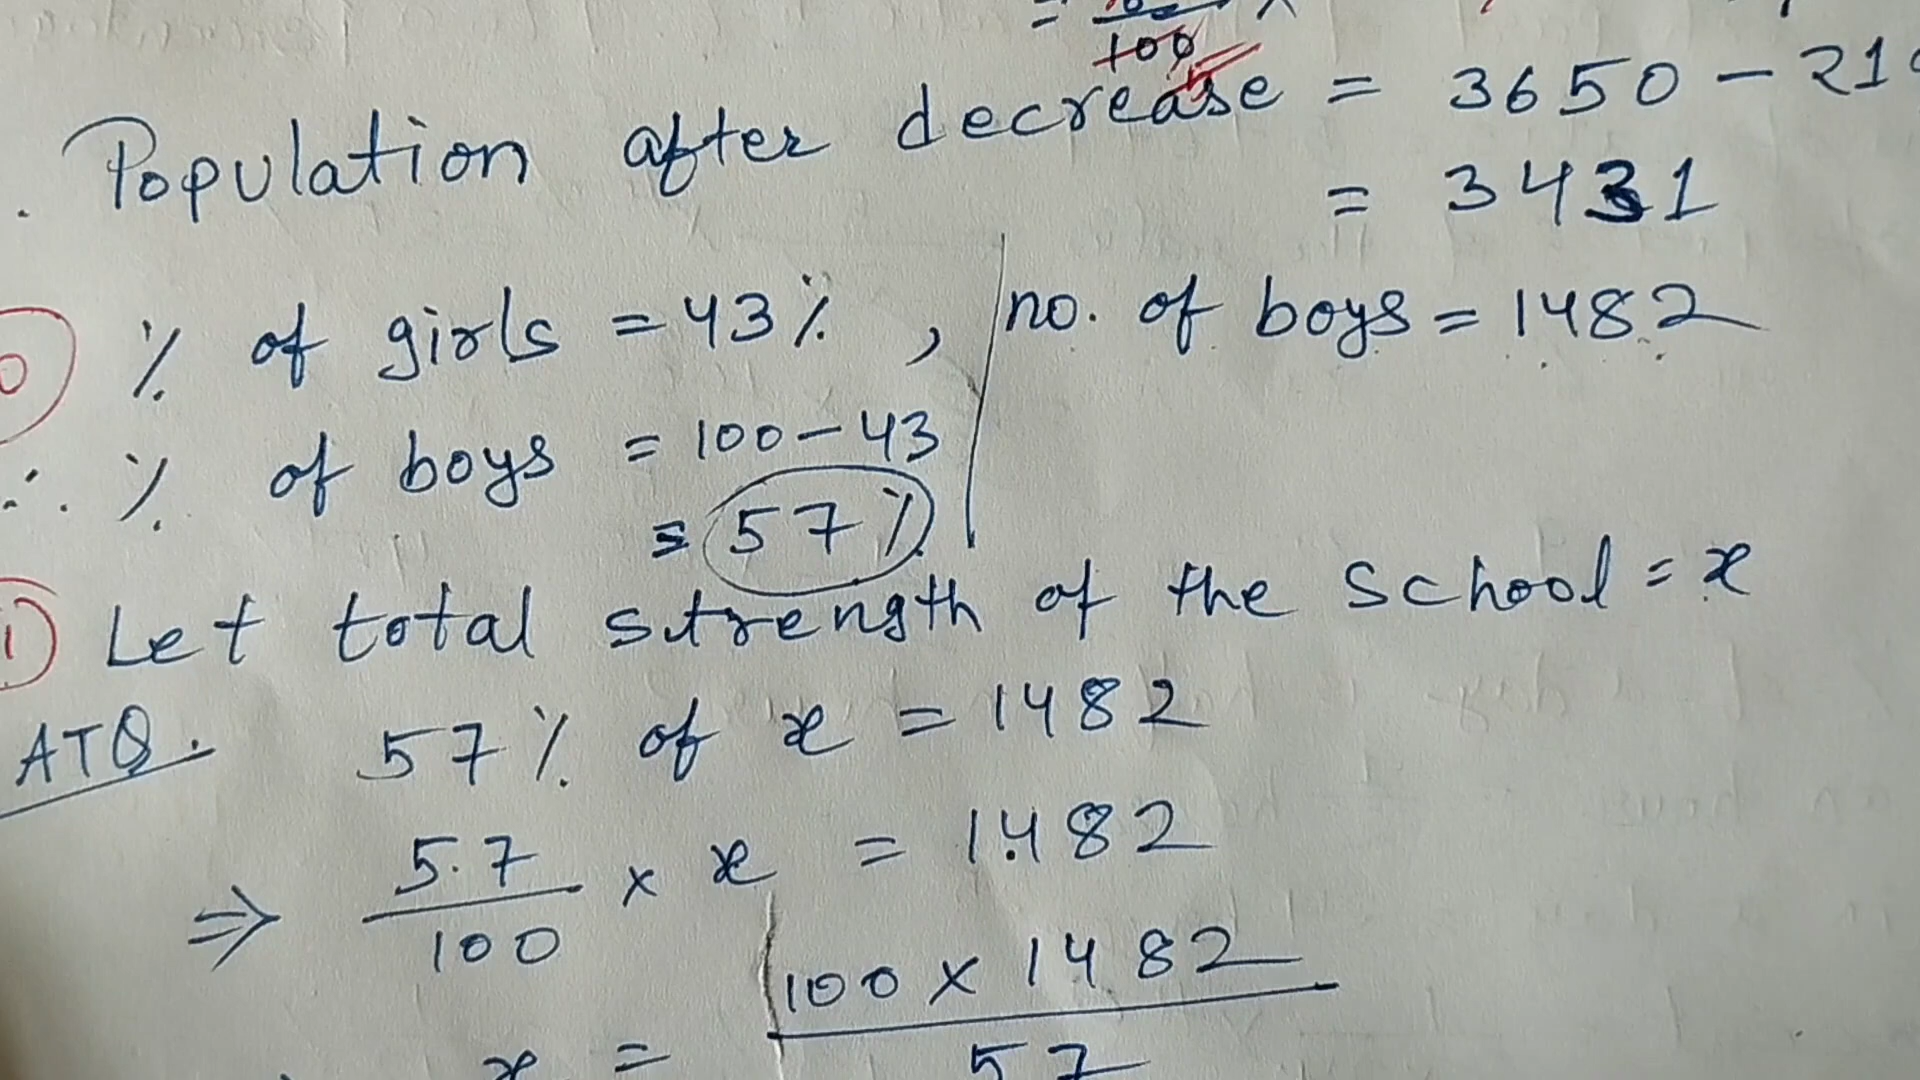 = 100 ×
Population after decrease = 3650 - 21
= 3431
% of girls = 43% , no. of boys = 1482
∴ % of boys = 100 - 43
= 57%
Let total strength of the school = x
ATQ. 57% of x = 1482
⇒ 57/100 × x = 1482
x = 100 × 1482 / 57